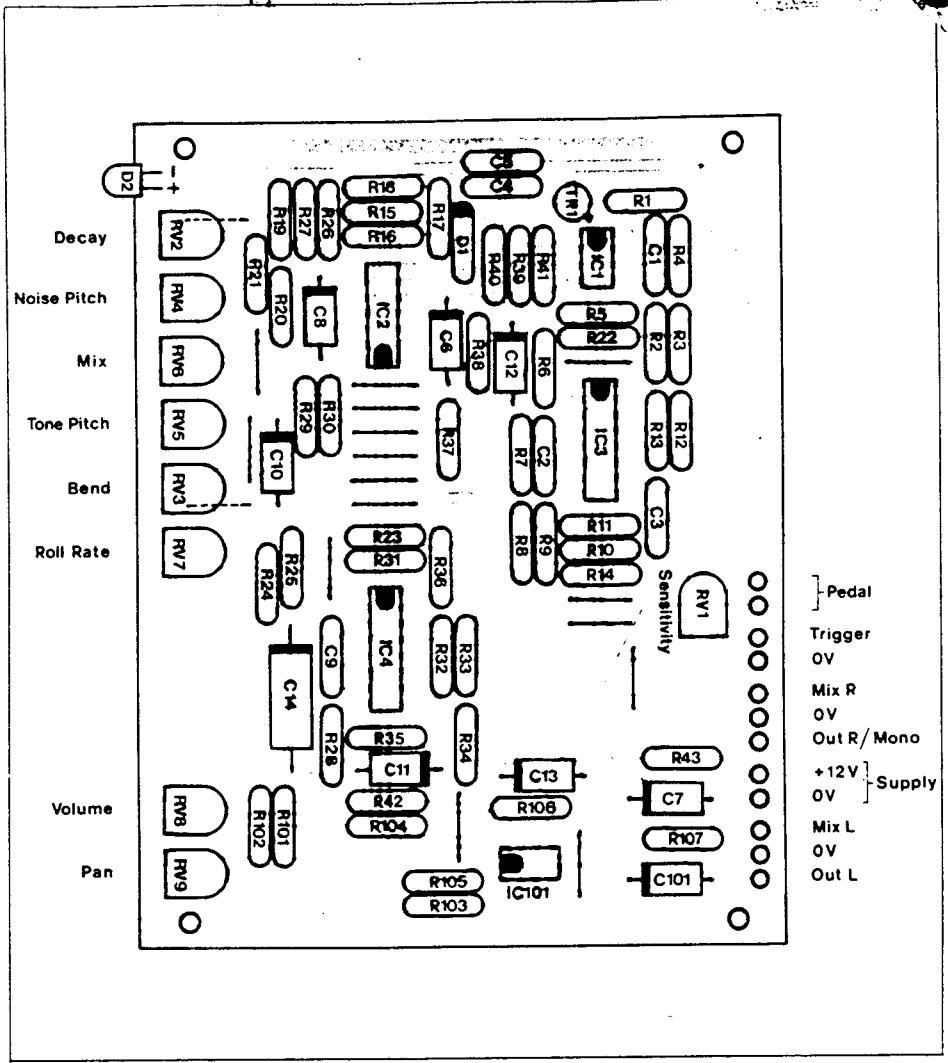 C4
D2
- +
R16
R15
R16
R19
R27
R26
R17
D1
TR1
R1
Decay
RV2
R21
R40
R39
R41
IC1
C1
R4
Noise Pitch
RV4
R20
C8
IC2
C6
R38
C12
R6
R5
R22
R2
R3
Mix
RV6
Tone Pitch
RV5
R29
R30
C10
R37
R7
C2
IC3
R13
R12
Bend
RV3
C3
Roll Rate
RV7
R24
R25
R23
R31
R36
R8
R9
R11
R10
R14
Sensitivity
RV1
Pedal
Trigger
0V
Mix R
0V
Out R/Mono
+12V
0V
Supply
Mix L
0V
Out L
C14
C9
IC4
R32
R33
R28
R35
C11
R34
C13
R43
C7
Volume
RV8
R102
R101
R42
R104
R106
R107
Pan
RV9
R105
R103
IC101
C101